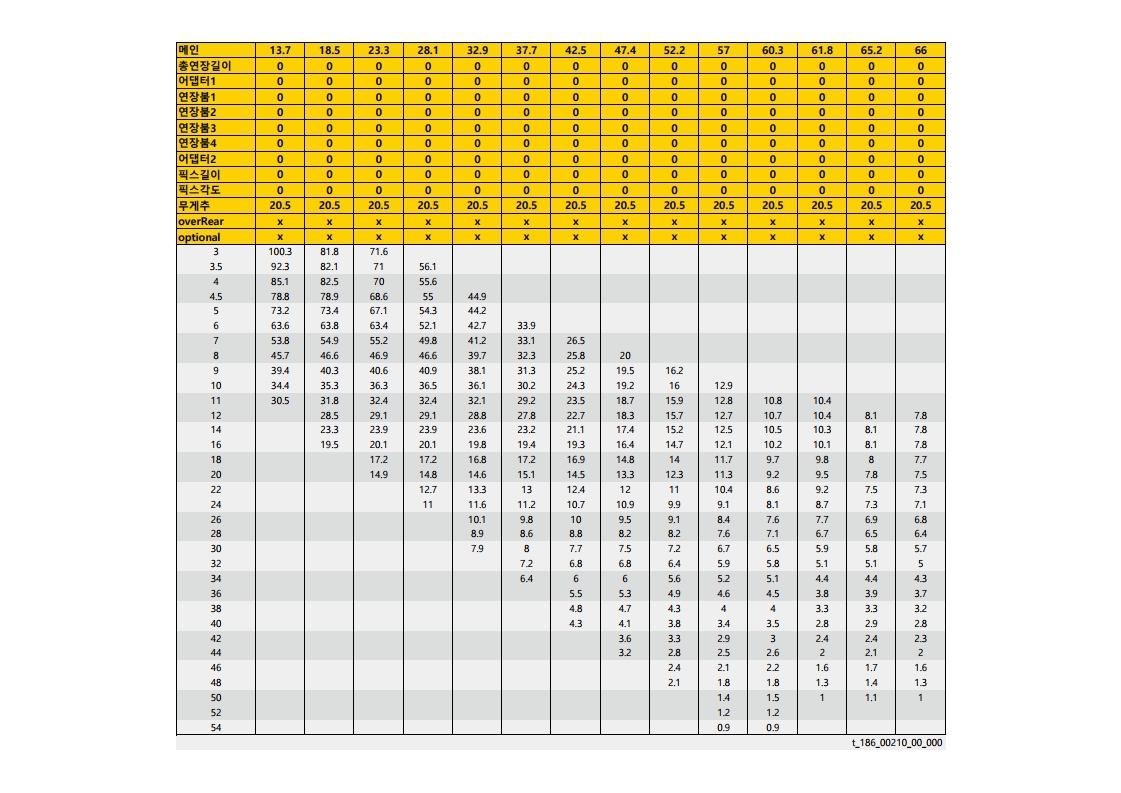 메인 13.7 18.5 23.3 28.1 32.9 37.7 42.5 47.4 52.2 57 60.3 61.8 65.2 66
총연장길이 0 0 0 0 0 0 0 0 0 0 0 0 0 0
어댑터1 0 0 0 0 0 0 0 0 0 0 0 0 0 0
연장붐1 0 0 0 0 0 0 0 0 0 0 0 0 0 0
연장붐2 0 0 0 0 0 0 0 0 0 0 0 0 0 0
연장붐3 0 0 0 0 0 0 0 0 0 0 0 0 0 0
연장붐4 0 0 0 0 0 0 0 0 0 0 0 0 0 0
어댑터2 0 0 0 0 0 0 0 0 0 0 0 0 0 0
픽스길이 0 0 0 0 0 0 0 0 0 0 0 0 0 0
픽스각도 0 0 0 0 0 0 0 0 0 0 0 0 0 0
무게추 20.5 20.5 20.5 20.5 20.5 20.5 20.5 20.5 20.5 20.5 20.5 20.5 20.5 20.5
overRear x x x x x x x x x x x x x x
optional x x x x x x x x x x x x x x
3 100.3 81.8 71.6
3.5 92.3 82.1 71 56.1
4 85.1 82.5 70 55.6
4.5 78.8 78.9 68.6 55 44.9
5 73.2 73.4 67.1 54.3 44.2
6 63.6 63.8 63.4 52.1 42.7 33.9
7 53.8 54.9 55.2 49.8 41.2 33.1 26.5
8 45.7 46.6 46.9 46.6 39.7 32.3 25.8 20
9 39.4 40.3 40.6 40.9 38.1 31.3 25.2 19.5 16.2
10 34.4 35.3 36.3 36.5 36.1 30.2 24.3 19.2 16 12.9
11 30.5 31.8 32.4 32.4 32.1 29.2 23.5 18.7 15.9 12.8 10.8 10.4
12 28.5 29.1 29.1 28.8 27.8 22.7 18.3 15.7 12.7 10.7 10.4 8.1 7.8
14 23.3 23.9 23.9 23.6 23.2 21.1 17.4 15.2 12.5 10.5 10.3 8.1 7.8
16 19.5 20.1 20.1 19.8 19.4 19.3 16.4 14.7 12.1 10.2 10.1 8.1 7.8
18 17.2 17.2 16.8 17.2 16.9 14.8 14 11.7 9.7 9.8 8 7.7
20 14.9 14.8 14.6 15.1 14.5 13.3 12.3 11.3 9.2 9.5 7.8 7.5
22 12.7 13.3 13 12.4 12 11 10.4 8.6 9.2 7.5 7.3
24 11 11.6 11.2 10.7 10.9 9.9 9.1 8.1 8.7 7.3 7.1
26 10.1 9.8 10 9.5 9.1 8.4 7.6 7.7 6.9 6.8
28 8.9 8.6 8.8 8.2 8.2 7.6 7.1 6.7 6.5 6.4
30 7.9 8 7.7 7.5 7.2 6.7 6.5 5.9 5.8 5.7
32 7.2 6.8 6.8 6.4 5.9 5.8 5.1 5.1 5
34 6.4 6 6 5.6 5.2 5.1 4.4 4.4 4.3
36 5.5 5.3 4.9 4.6 4.5 3.8 3.9 3.7
38 4.8 4.7 4.3 4 4 3.3 3.3 3.2
40 4.3 4.1 3.8 3.4 3.5 2.8 2.9 2.8
42 3.6 3.3 2.9 3 2.4 2.4 2.3
44 3.2 2.8 2.5 2.6 2 2.1 2
46 2.4 2.1 2.2 1.6 1.7 1.6
48 2.1 1.8 1.8 1.3 1.4 1.3
50 1.4 1.5 1 1.1 1
52 1.2 1.2
54 0.9 0.9
t_186_00210_00_000